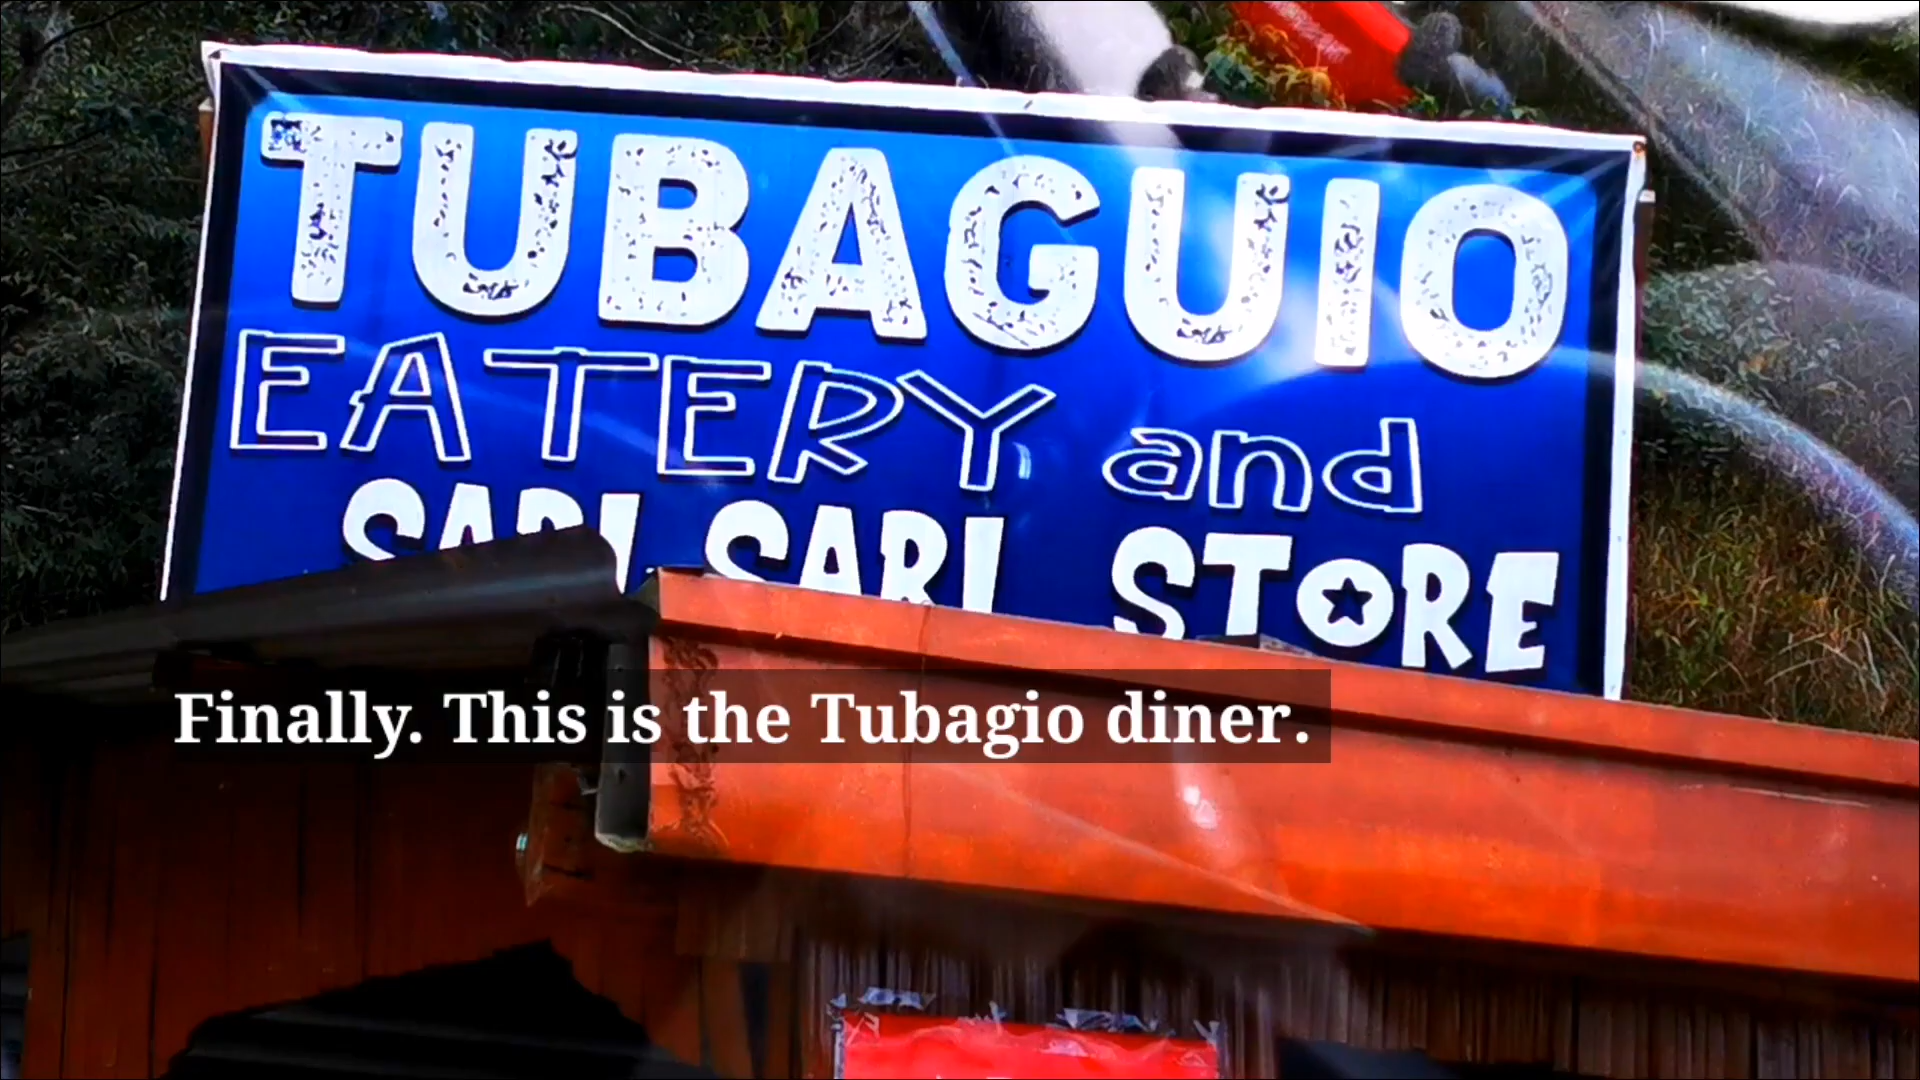 TUBAGUIO
EATERY and
SARI SARI STORE
Finally. This is the Tubagio diner.